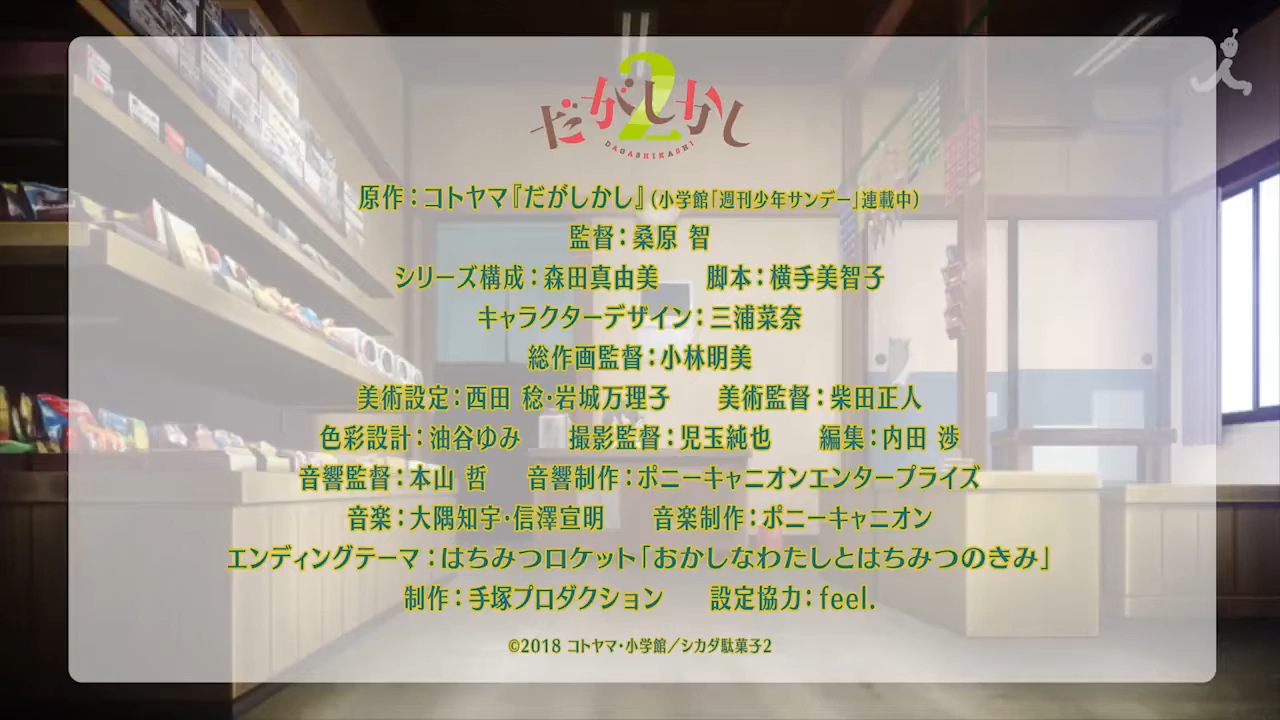 だがしかし2
DAGASHIKASHI
原作：コトヤマ『だがしかし』（小学館「週刊少年サンデー」連載中）
監督：桑原 智
シリーズ構成：森田真由美　脚本：横手美智子
キャラクターデザイン：三浦菜奈
総作画監督：小林明美
美術設定：西田 稔・岩城万理子　美術監督：柴田正人
色彩設計：油谷ゆみ　撮影監督：児玉純也　編集：内田 渉
音響監督：本山 哲　音響制作：ポニーキャニオンエンタープライズ
音楽：大隅知宇・信澤宣明　音楽制作：ポニーキャニオン
エンディングテーマ：はちみつロケット「おかしなわたしとはちみつのきみ」
制作：手塚プロダクション　設定協力：feel.
©2018 コトヤマ・小学館／シカダ駄菓子2